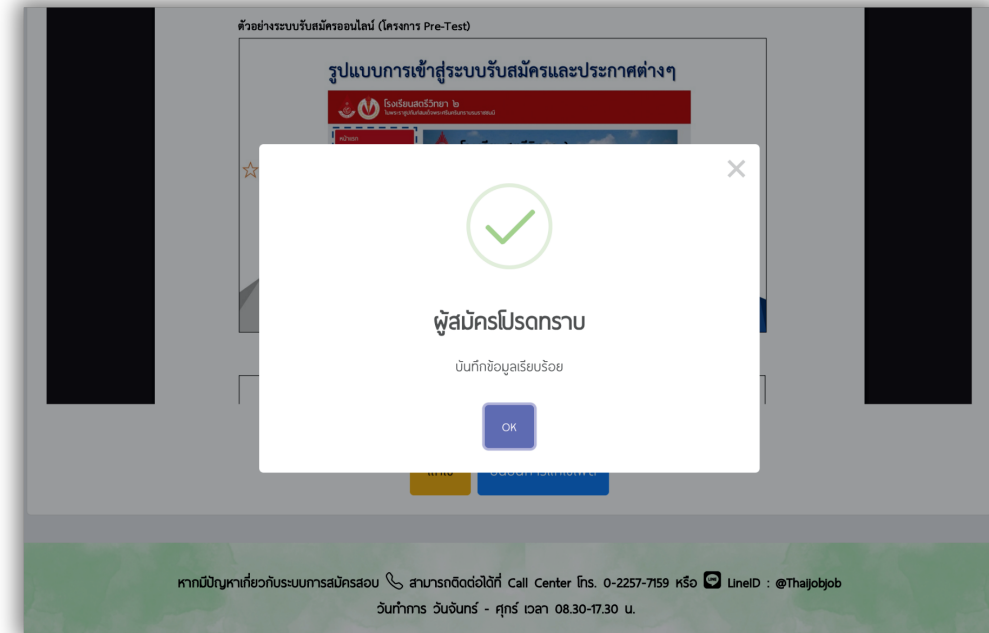 ตัวอย่างระบบรับสมัครออนไลน์ (โครงการ Pre-Test)
รูปแบบการเข้าสู่ระบบรับสมัครและประกาศต่างๆ
โรงเรียนสตรีวิทยา ๒
หน้าแรก
ผู้สมัครโปรดทราบ
บันทึกข้อมูลเรียบร้อย
OK
หากมีปัญหาเกี่ยวกับระบบการสมัครสอบ สามารถติดต่อได้ที่ Call Center โทร. 0-2257-7159 หรือ LineID : @Thaijobjob
วันทำการ วันจันทร์ - ศุกร์ เวลา 08.30-17.30 น.